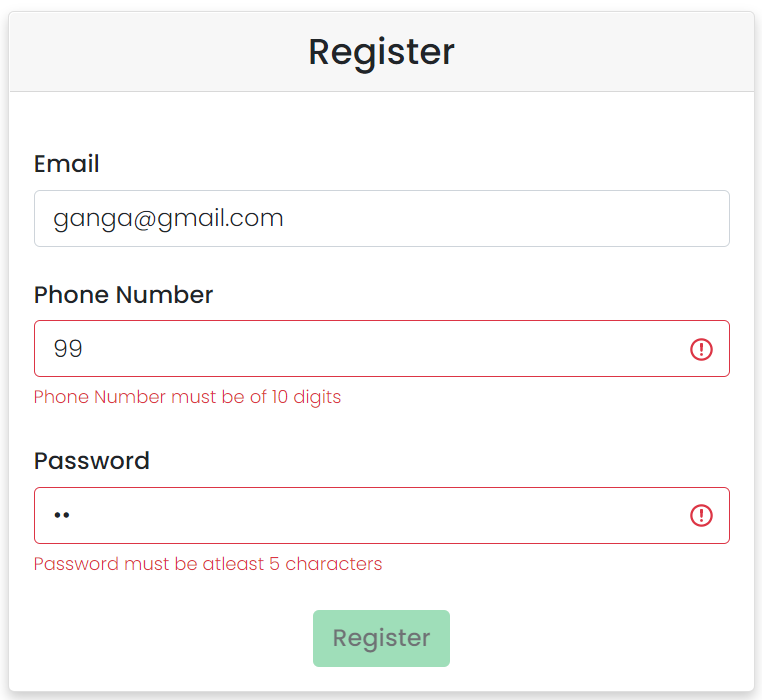 Register
Email
ganga@gmail.com
Phone Number
99
Phone Number must be of 10 digits
Password
••
Password must be atleast 5 characters
Register